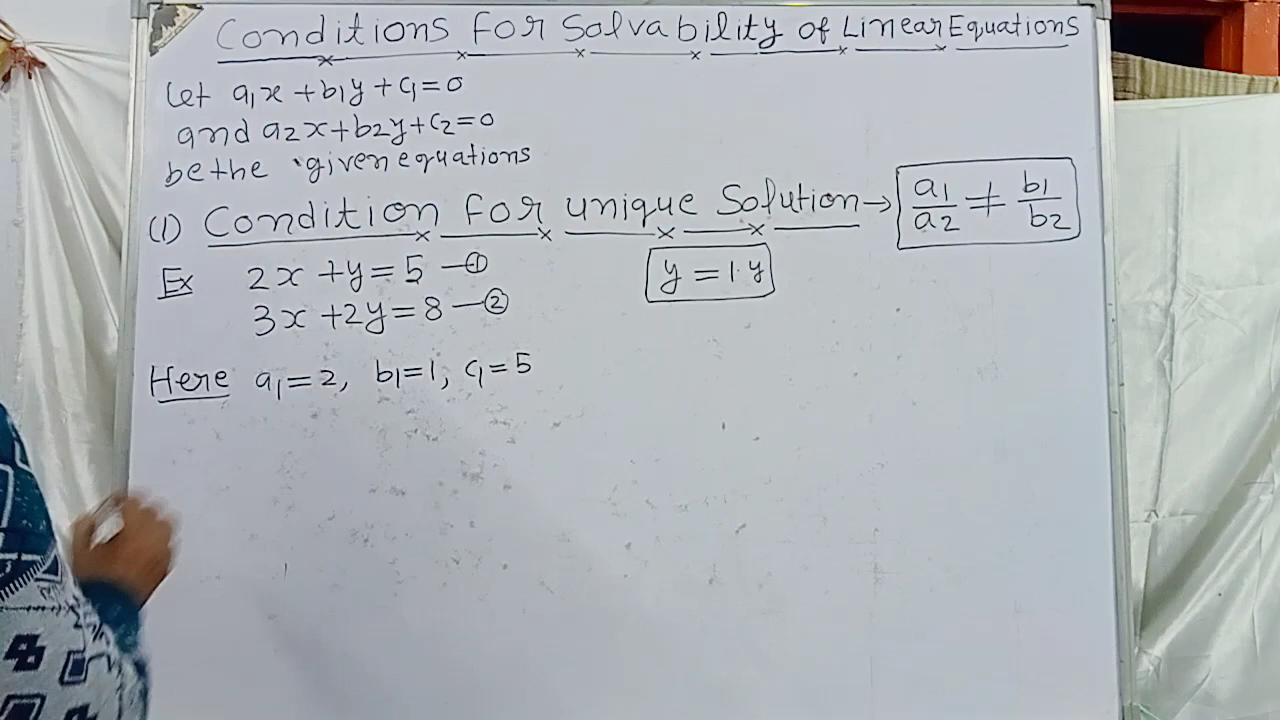 Conditions for Solvability of Linear Equations
Let a₁x + b₁y + c₁ = 0
and a₂x + b₂y + c₂ = 0
be the given equations
(1) Condition for unique Solution → a₁/a₂ ≠ b₁/b₂
Ex 2x + y = 5 — ① y = 1·y
3x + 2y = 8 — ②
Here a₁ = 2, b₁ = 1, c₁ = 5